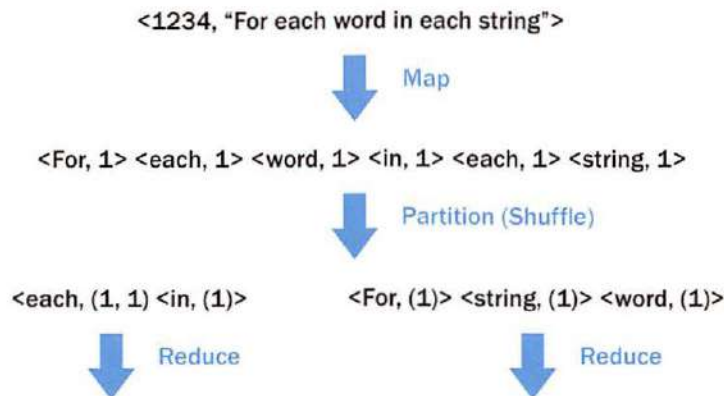 <1234, “For each word in each string”>
Map
<For, 1> <each, 1> <word, 1> <in, 1> <each, 1> <string, 1>
Partition (Shuffle)
<each, (1, 1) <in, (1)>
<For, (1)> <string, (1)> <word, (1)>
Reduce
Reduce